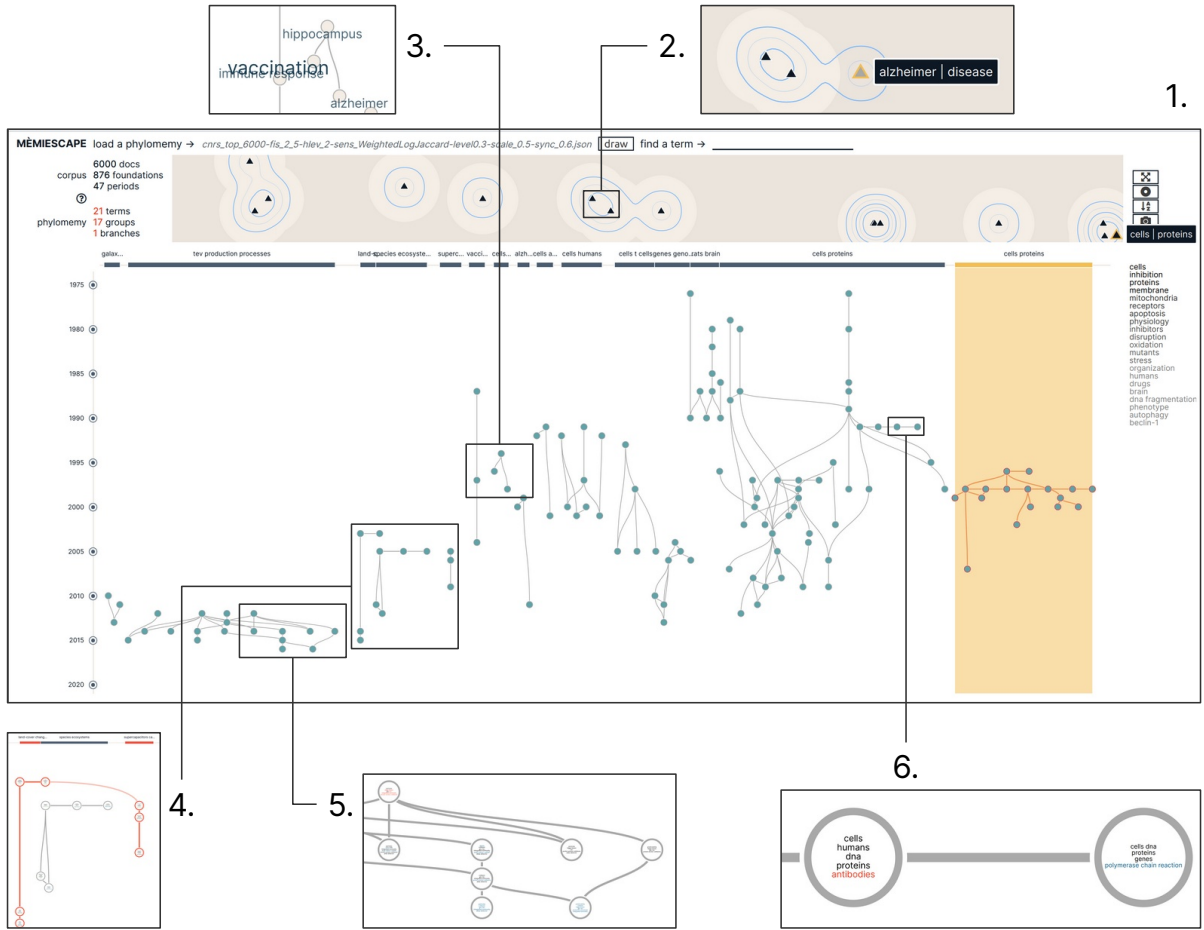 hippocampus
vaccination
immune response
alzheimer
3.
2.
alzheimer | disease
1.
MÈMIESCAPE load a phylomemy → cnrs_top_6000-fis_2_5-hlev_2-sens_WeightedLogJaccard-level0.3-scale_0.5-sync_0.6.json draw find a term →
6000 docs
corpus 876 foundations
47 periods
21 terms
phylomemy 17 groups
1 branches
cells | proteins
galax... tev production processes species ecosyste... superc... vacci... cells... alzh... cells a... cells humans cells t cells genes geno... rats brain cells proteins cells proteins
cells
inhibition
proteins
membrane
mitochondria
receptors
apoptosis
physiology
inhibitors
disruption
oxidation
mutants
stress
organization
humans
drugs
brain
dna fragmentation
phenotype
autophagy
beclin-1
1975
1980
1985
1990
1995
2000
2005
2010
2015
2020
4.
5.
6.
cells
humans
dna
proteins
antibodies
cells dna
proteins
genes
polymerase chain reaction